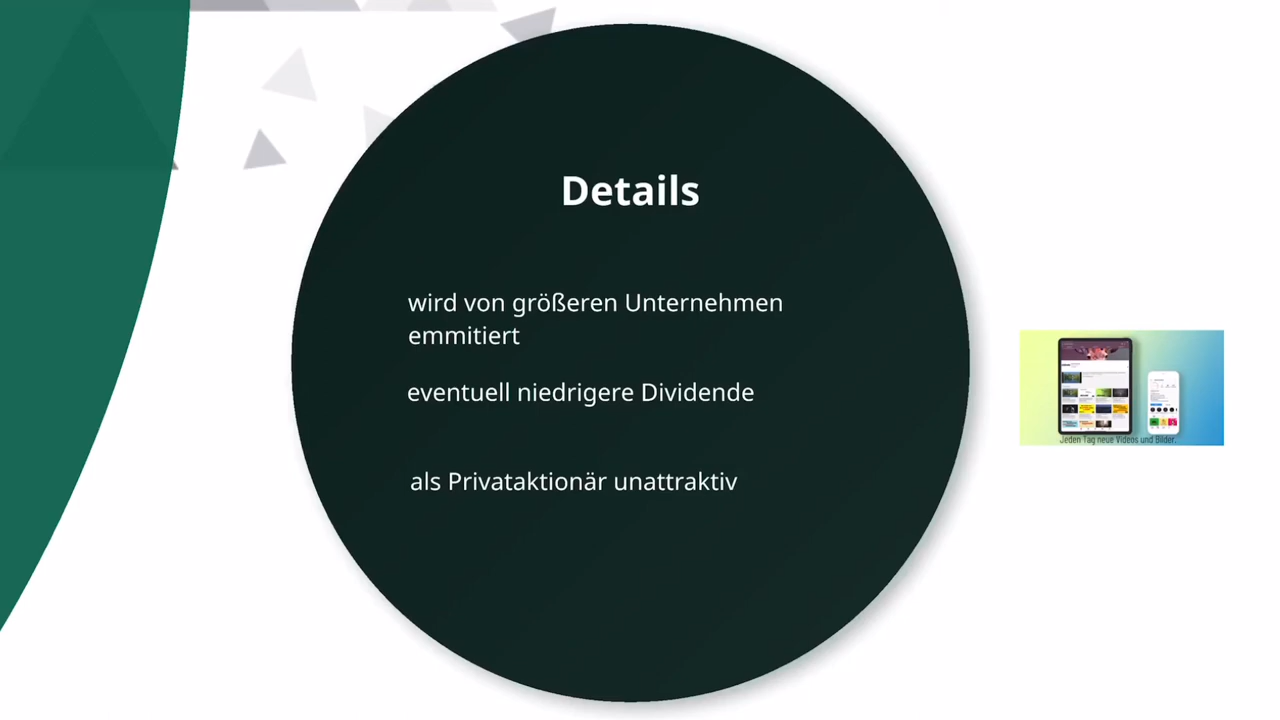 Details
wird von größeren Unternehmen
emmitiert
eventuell niedrigere Dividende
als Privataktionär unattraktiv
Jeden Tag neue Videos und Bilder.